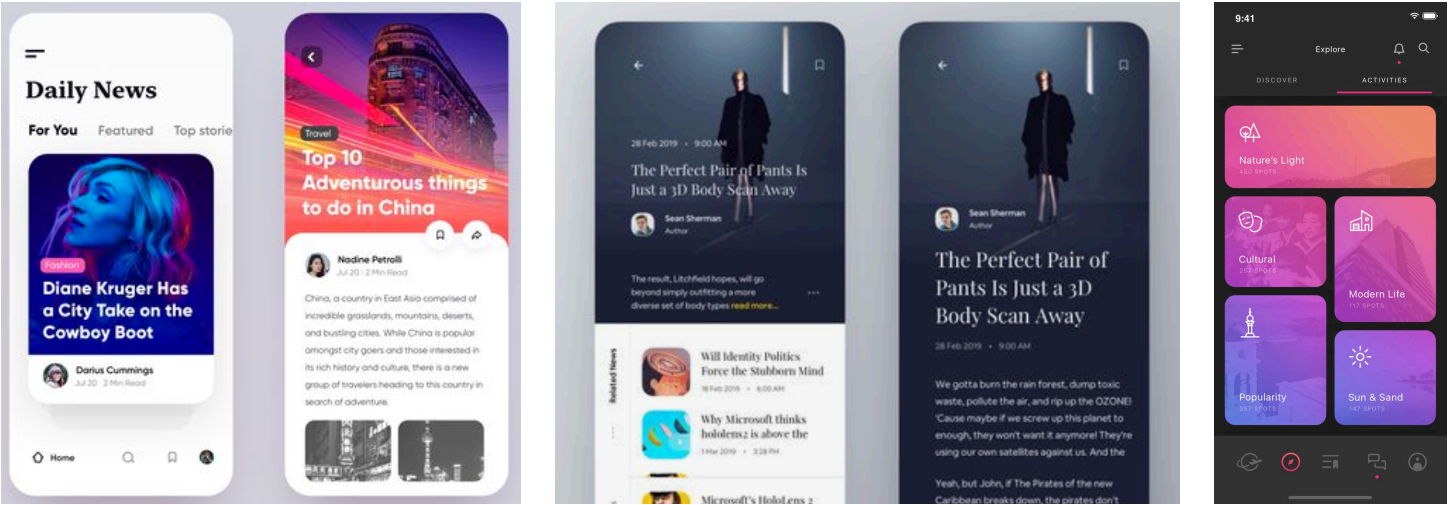 Daily News
For You Featured Top storie
Fashion
Diane Kruger Has
a City Take on the
Cowboy Boot
Darius Cummings
Jul 20 · 2 Min Read
Home
Travel
Top 10
Adventurous things
to do in China
Nadine Petrolli
Jul 20 · 2 Min Read
China, a country in East Asia comprised of
incredible grasslands, mountains, deserts,
and bustling cities. While China is popular
amongst city goers and those interested in
its rich history and culture, there is a new
group of travelers heading to this country in
search of adventure.
28 Feb 2019 • 9:00 AM
The Perfect Pair of Pants Is
Just a 3D Body Scan Away
Sean Sherman
Author
The result, Litchfield hopes, will go
beyond simply outfitting a more
diverse set of body types read more...
Related News
Will Identity Politics
Force the Stubborn Mind
18 Feb 2019 • 6:00 AM
Why Microsoft thinks
hololens2 is above the
1 Mar 2019 • 3:28 PM
Microsoft's HoloLens 2
Sean Sherman
Author
The Perfect Pair of
Pants Is Just a 3D
Body Scan Away
28 Feb 2019 • 9:00 AM
We gotta burn the rain forest, dump toxic
waste, pollute the air, and rip up the OZONE!
'Cause maybe if we screw up this planet to
enough, they won't want it anymore! They're
using our own satellites against us. And the
Yeah, but John, if The Pirates of the new
Caribbean breaks down, the pirates don't
9:41
Explore
DISCOVER ACTIVITIES
Nature's Light
450 SPOTS
Cultural
207 SPOTS
Modern Life
117 SPOTS
Popularity
357 SPOTS
Sun & Sand
167 SPOTS